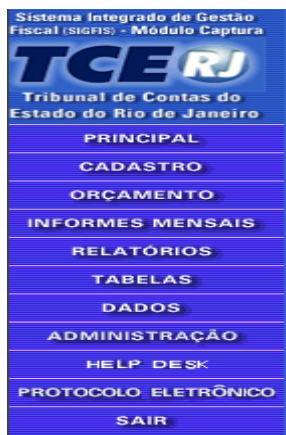 Sistema Integrado de Gestão
Fiscal (SIGFIS) - Módulo Captura
TCE RJ
Tribunal de Contas do
Estado do Rio de Janeiro
PRINCIPAL
CADASTRO
ORÇAMENTO
INFORMES MENSAIS
RELATÓRIOS
TABELAS
DADOS
ADMINISTRAÇÃO
HELP DESK
PROTOCOLO ELETRÔNICO
SAIR